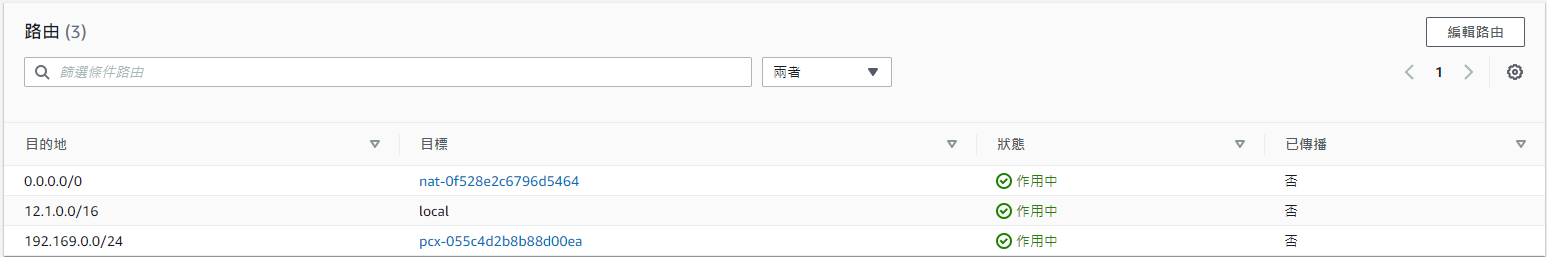 路由 (3)
編輯路由
篩選條件路由
兩者
1
目的地 目標 狀態 已傳播
0.0.0.0/0 nat-0f528e2c6796d5464 作用中 否
12.1.0.0/16 local 作用中 否
192.169.0.0/24 pcx-055c4d2b8b88d00ea 作用中 否